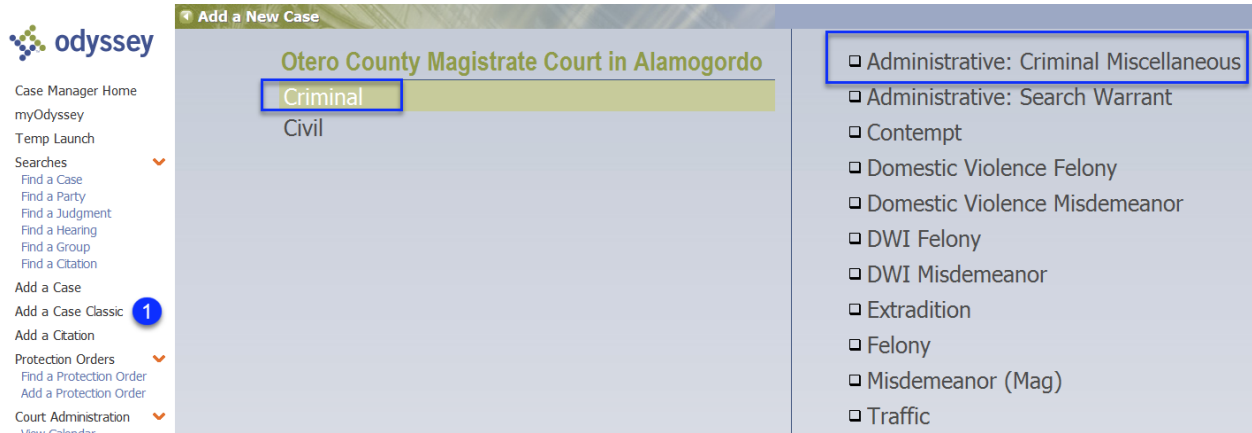 Add a New Case
odyssey
Case Manager Home
myOdyssey
Temp Launch
Searches
Find a Case
Find a Party
Find a Judgment
Find a Hearing
Find a Group
Find a Citation
Add a Case
Add a Case Classic
1
Add a Citation
Protection Orders
Find a Protection Order
Add a Protection Order
Court Administration
View Calendar
Otero County Magistrate Court in Alamogordo
Criminal
Civil
Administrative: Criminal Miscellaneous
Administrative: Search Warrant
Contempt
Domestic Violence Felony
Domestic Violence Misdemeanor
DWI Felony
DWI Misdemeanor
Extradition
Felony
Misdemeanor (Mag)
Traffic